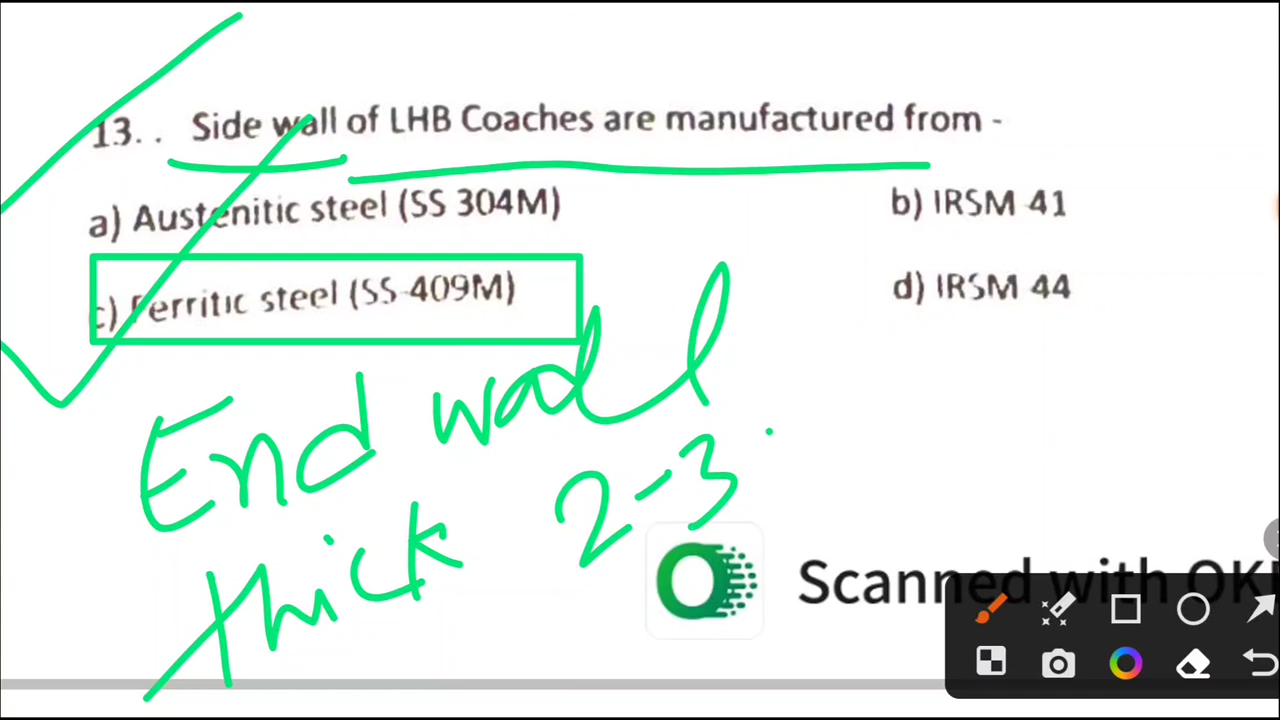 13. . Side wall of LHB Coaches are manufactured from -
a) Austenitic steel (SS 304M) b) IRSM 41
c) Ferritic steel (SS-409M) d) IRSM 44
End wall
thick 2-3
Scanned with OKE